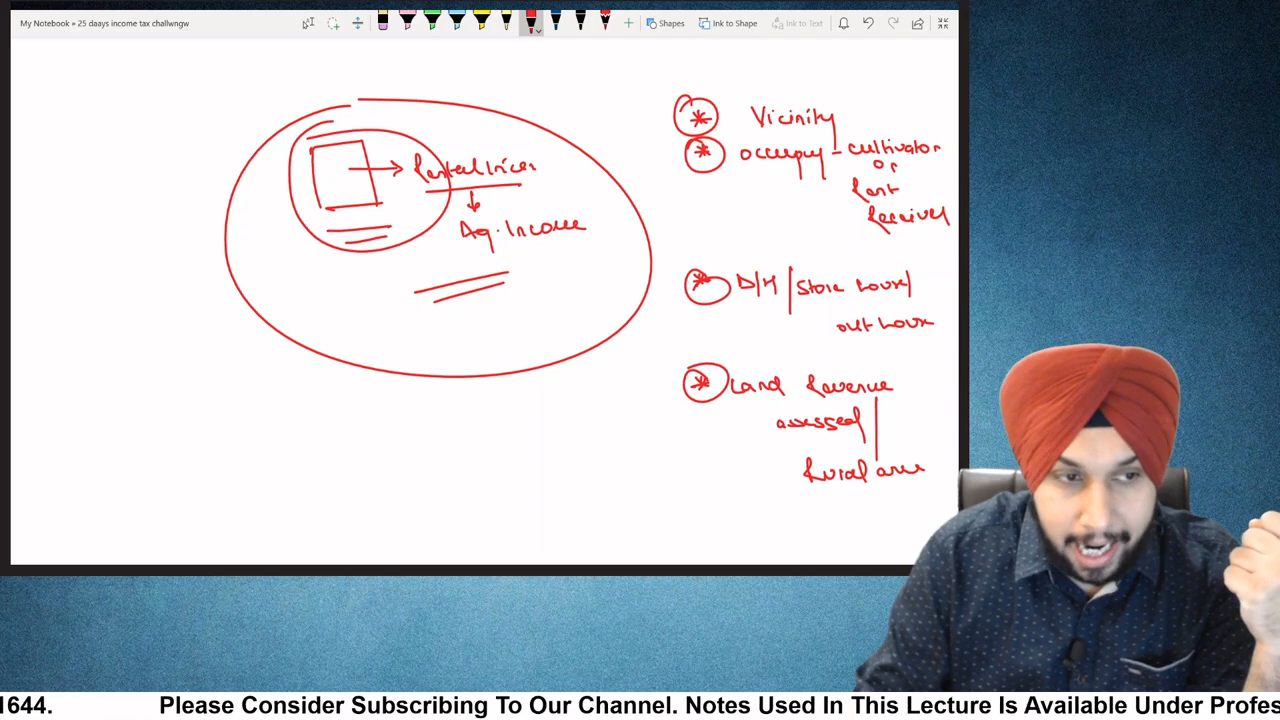 My Notebook » 25 daays income tax challwngw
Shapes
Ink to Shape
Ink to Text
* Vicinity
* occupy - cultivator
or
Rent
Receiver
Ag. Income
* D/H / Store house /
out house
* Land Revenue
assessed
Rural area
1644. Please Consider Subscribing To Our Channel. Notes Used In This Lecture Is Available Under Profes